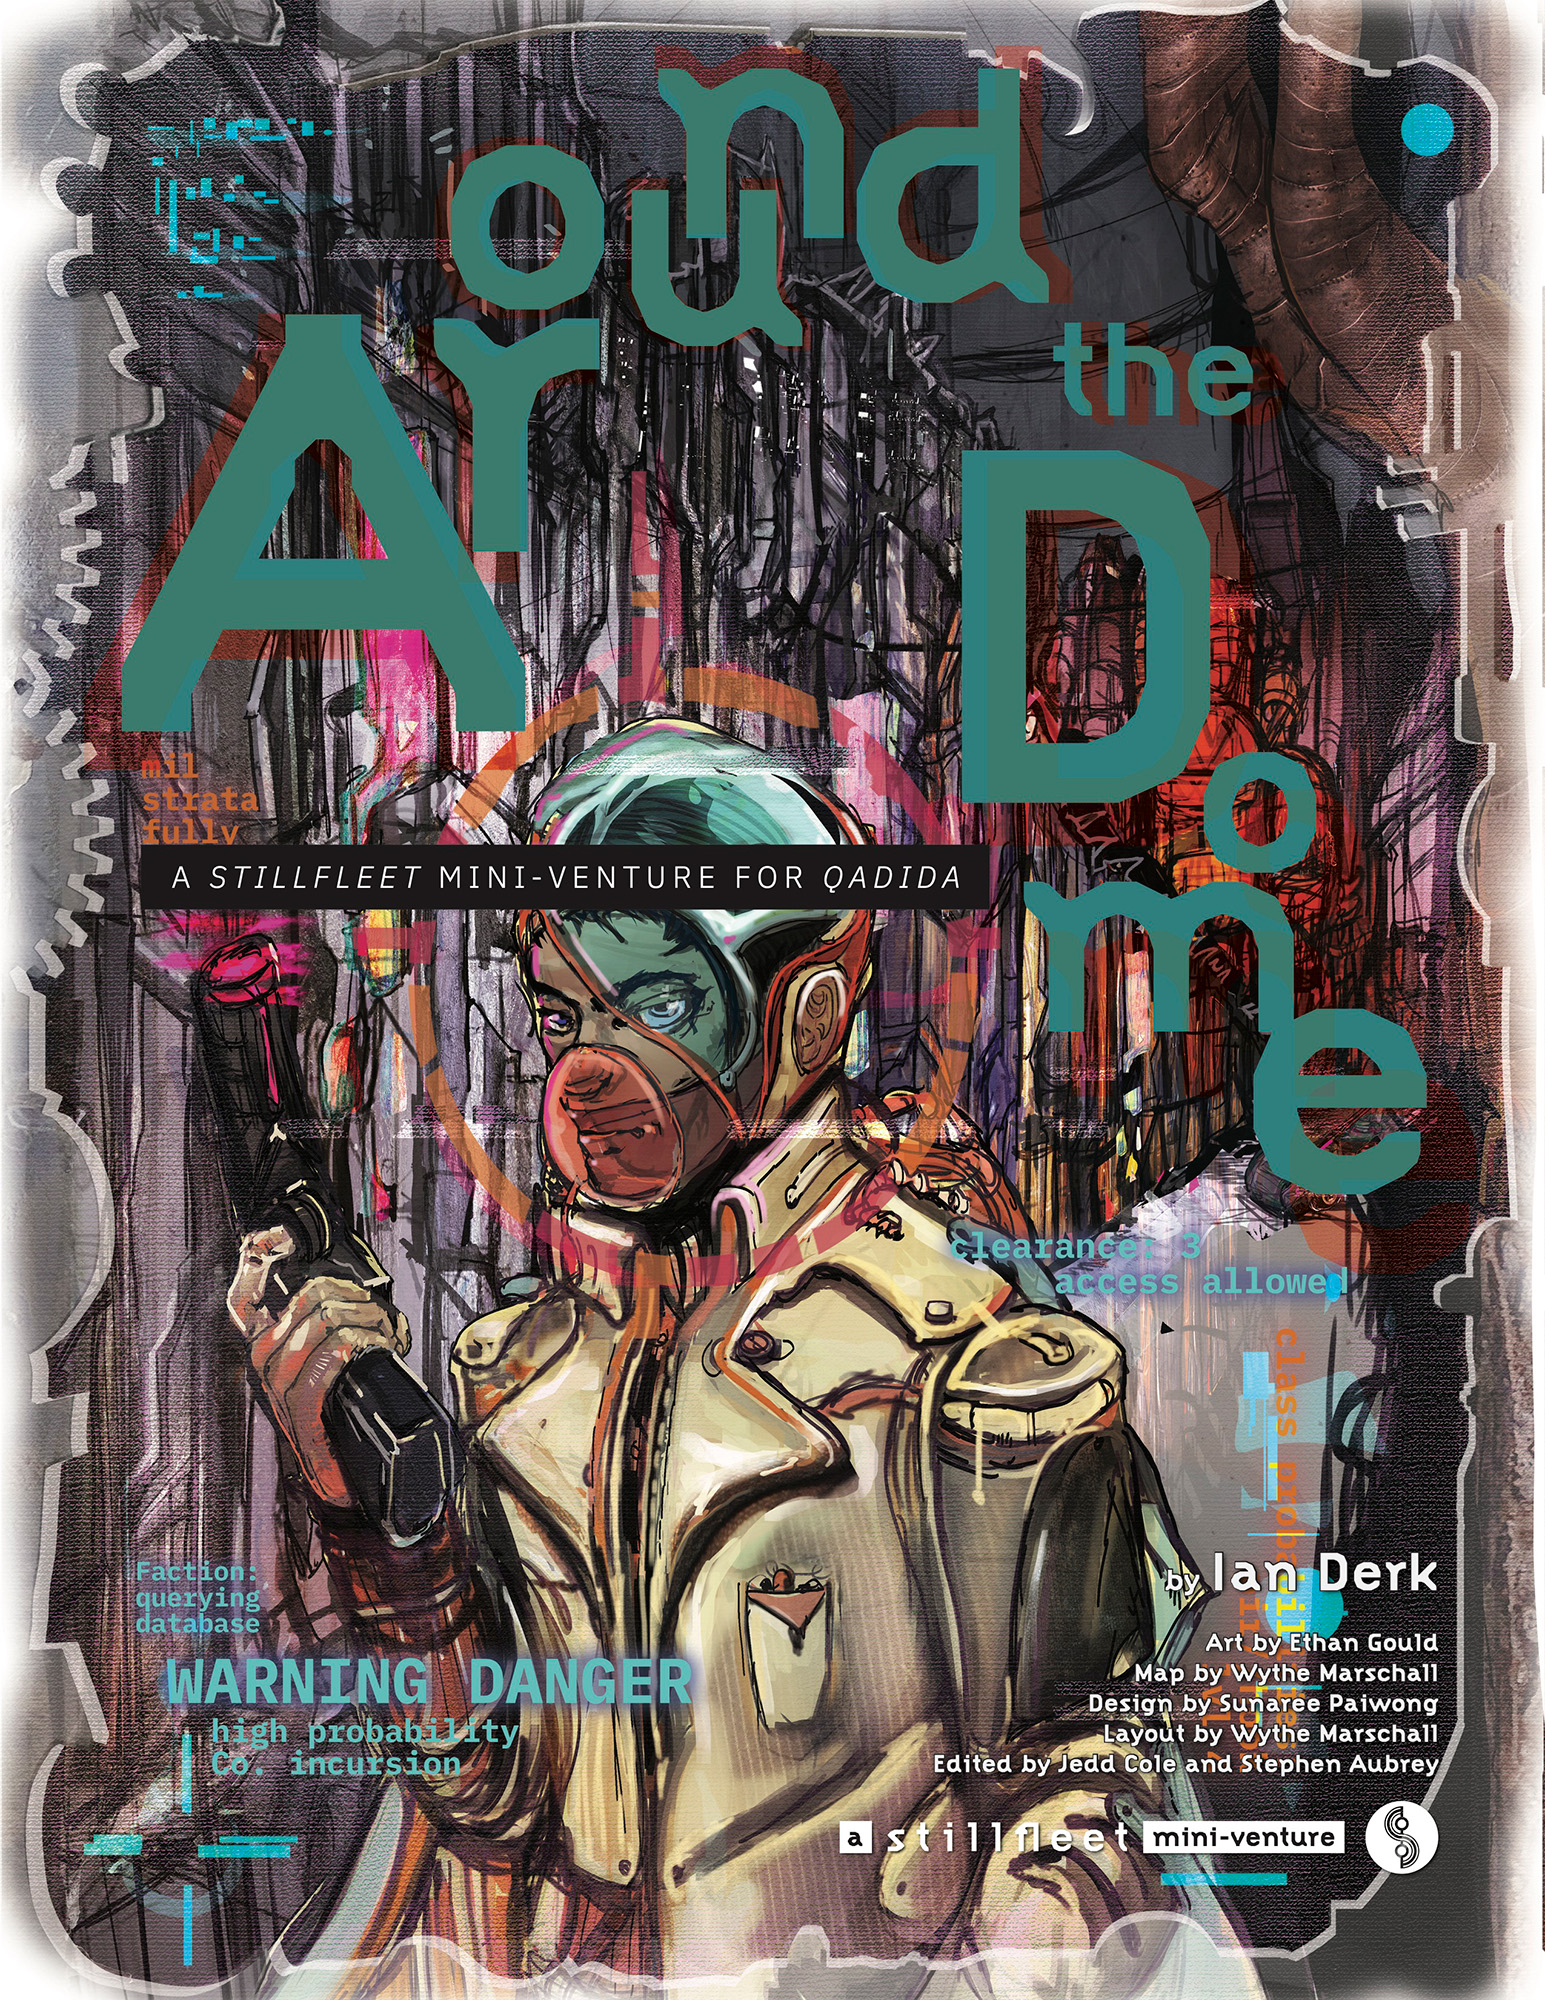 Around
the
Dome
mil
strata
fully
A STILLFLEET MINI-VENTURE FOR QADIDA
clearance: 3
access allowed
class probabilities
Faction:
querying
database
WARNING DANGER
high probability
Co. incursion
by Ian Derk
Art by Ethan Gould
Map by Wythe Marschall
Design by Sunaree Paiwong
Layout by Wythe Marschall
Edited by Jedd Cole and Stephen Aubrey
a stillfleet mini-venture